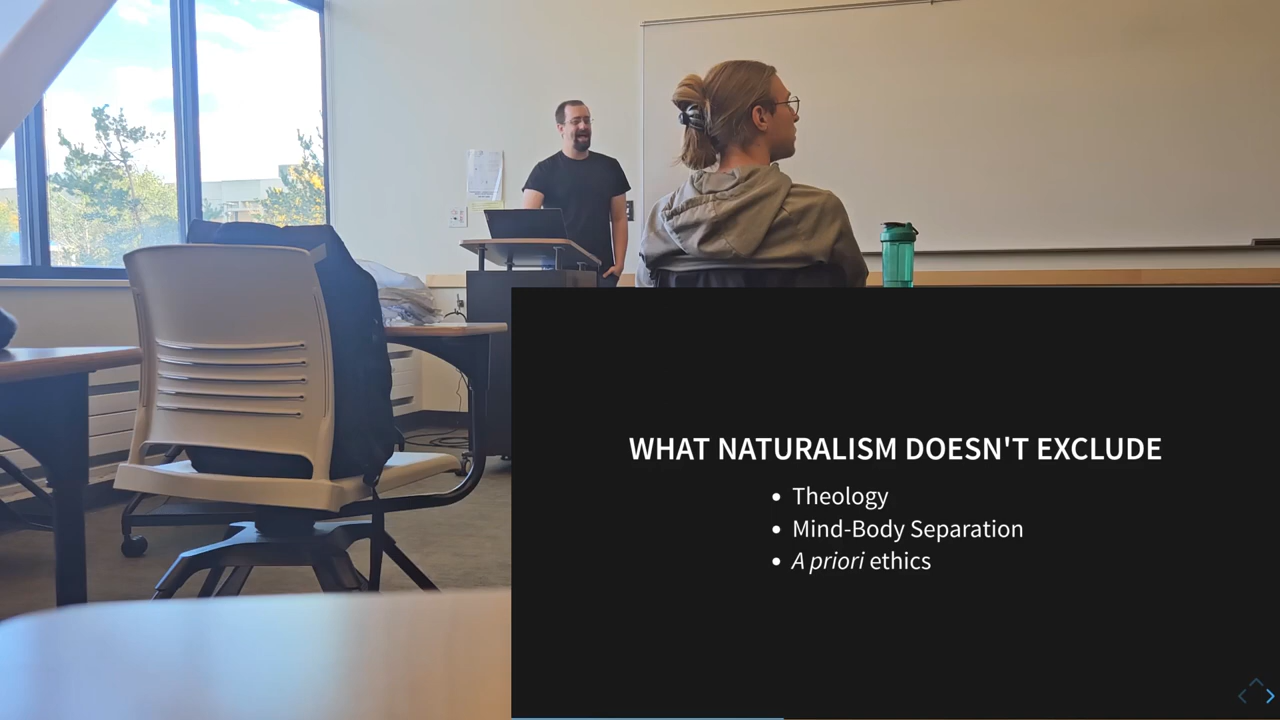 WHAT NATURALISM DOESN'T EXCLUDE
Theology
Mind-Body Separation
A priori ethics